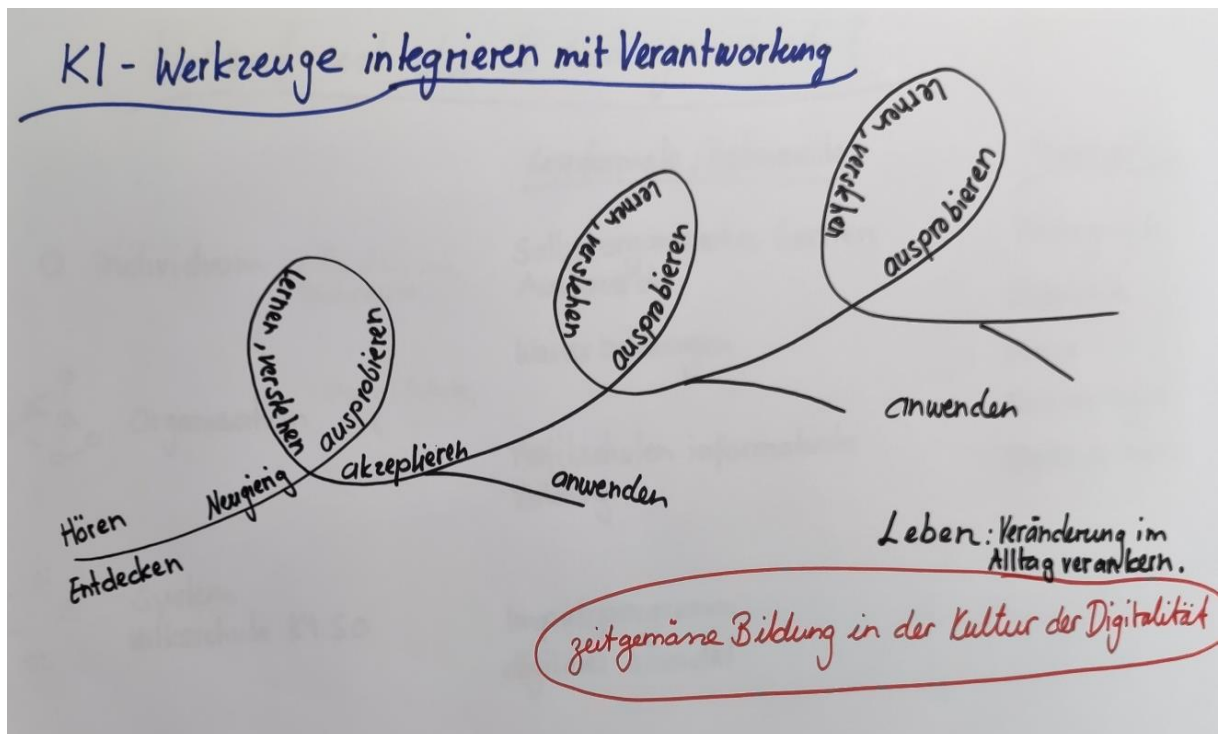 KI - Werkzeuge integrieren mit Verantwortung
lernen, verstehen
ausprobieren
lernen, verstehen
ausprobieren
lernen, verstehen
ausprobieren
Hören
Entdecken
Neugierig
akzeptieren
anwenden
anwenden
Leben: Veränderung im
Alltag verankern.
zeitgemäße Bildung in der Kultur der Digitalität